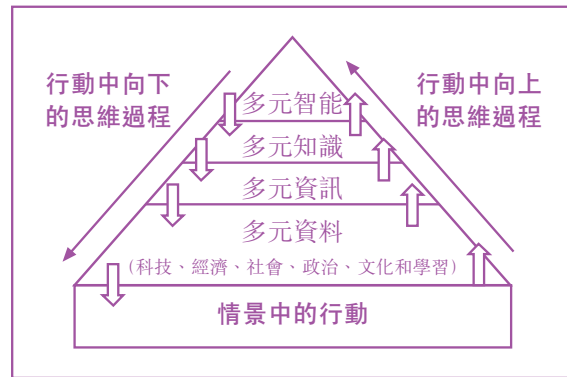 行動中向下
的思維過程
行動中向上
的思維過程
多元智能
多元知識
多元資訊
多元資料
(科技、經濟、社會、政治、文化和學習)
情景中的行動